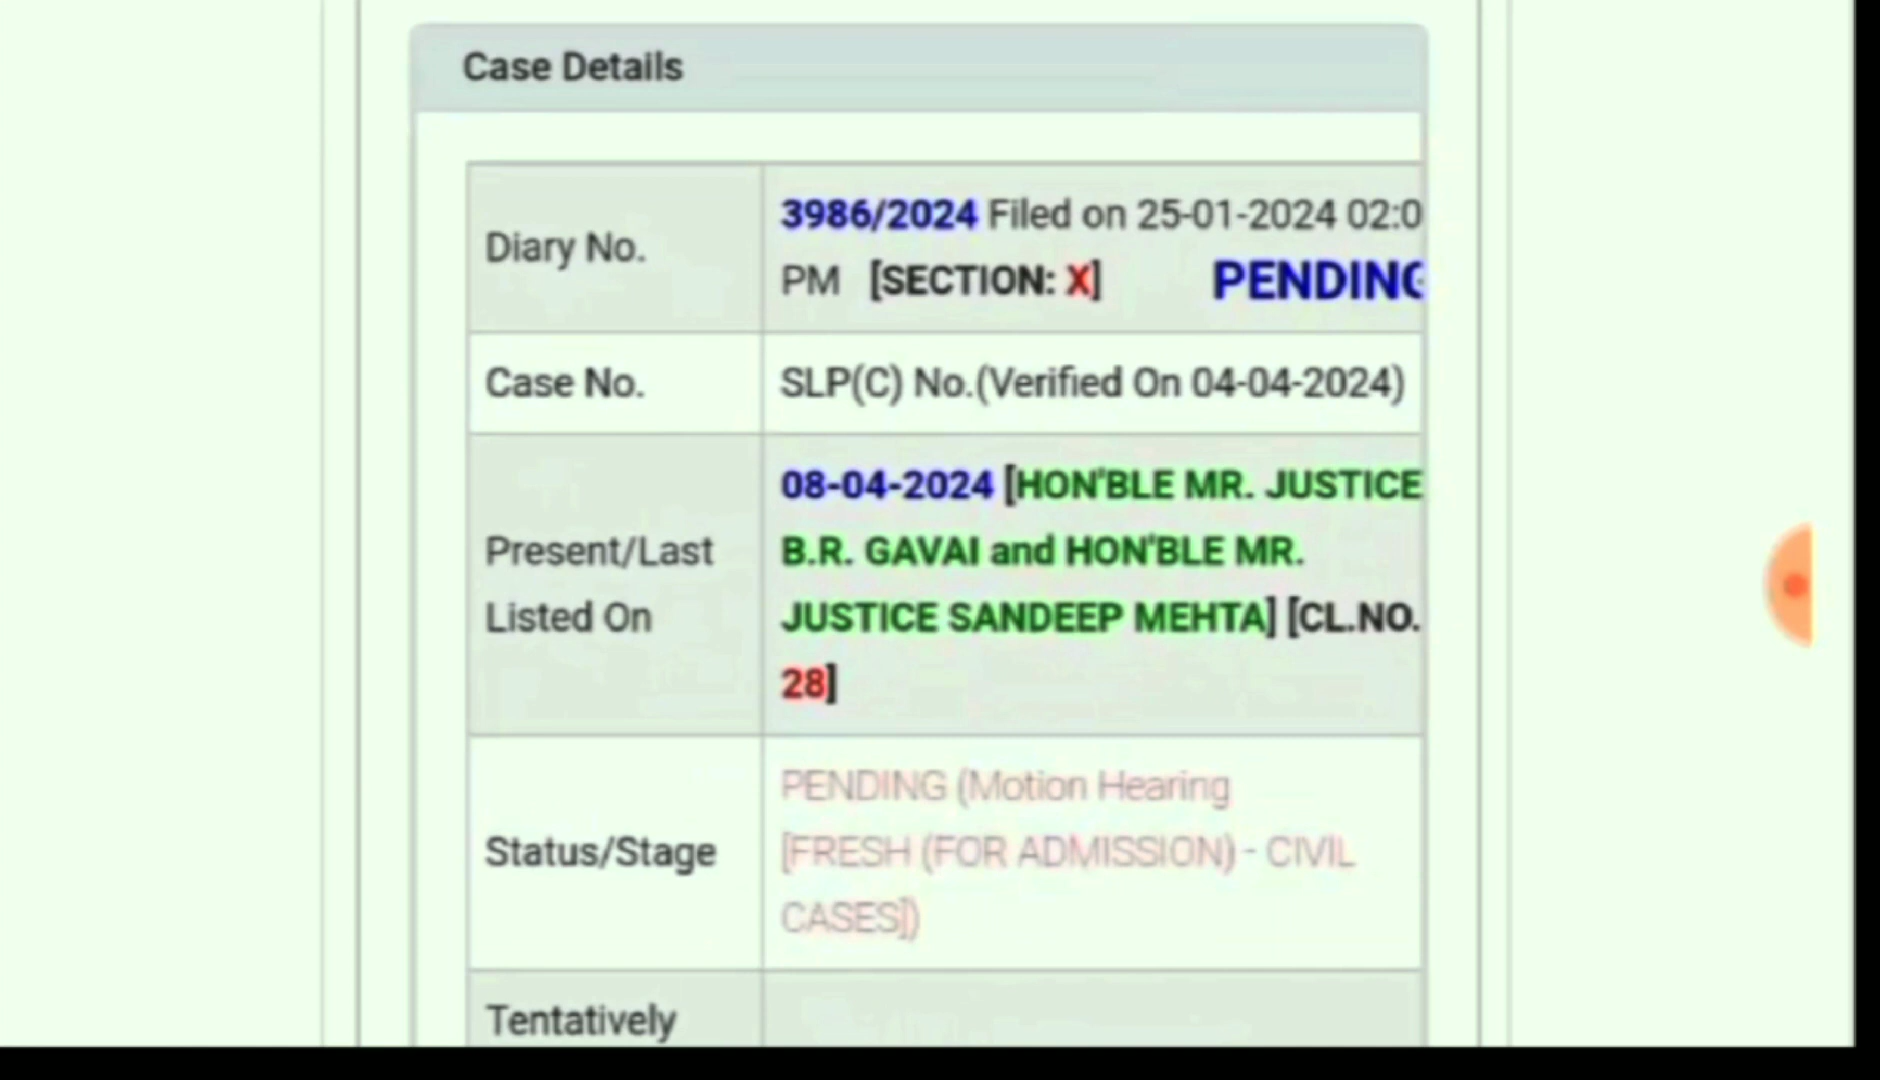 Case Details
Diary No.
3986/2024 Filed on 25-01-2024 02:0
PM [SECTION: X] PENDING
Case No.
SLP(C) No.(Verified On 04-04-2024)
Present/Last
Listed On
08-04-2024 [HON'BLE MR. JUSTICE
B.R. GAVAI and HON'BLE MR.
JUSTICE SANDEEP MEHTA] [CL.NO.
28]
Status/Stage
PENDING (Motion Hearing
[FRESH (FOR ADMISSION) - CIVIL
CASES])
Tentatively